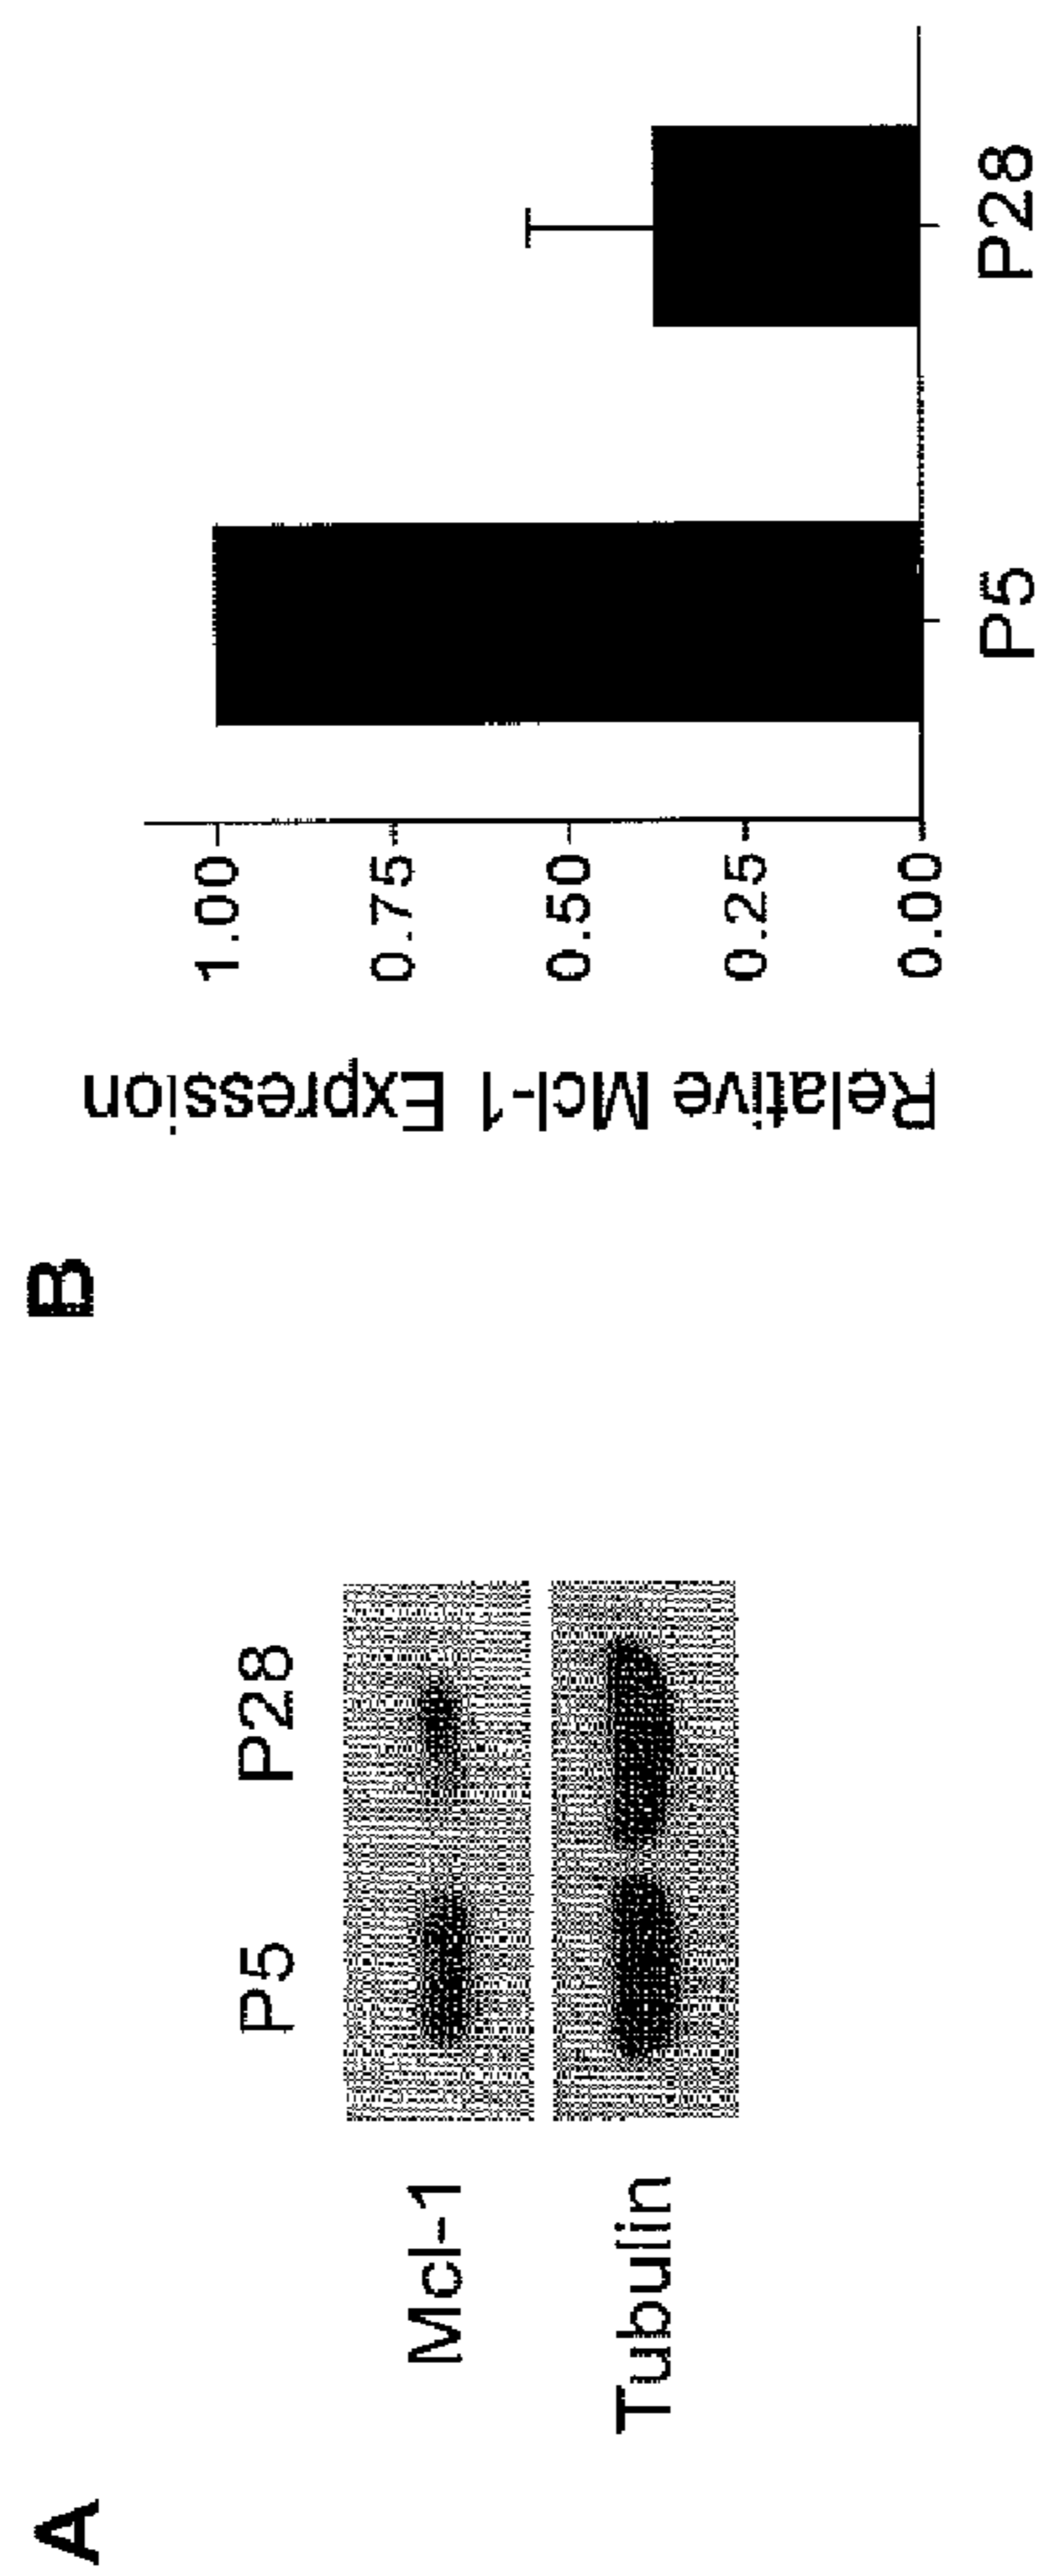 A
P5 P28
Mcl-1
Tubulin
B
Relative Mcl-1 Expression
1.00
0.75
0.50
0.25
0.00
P5 P28